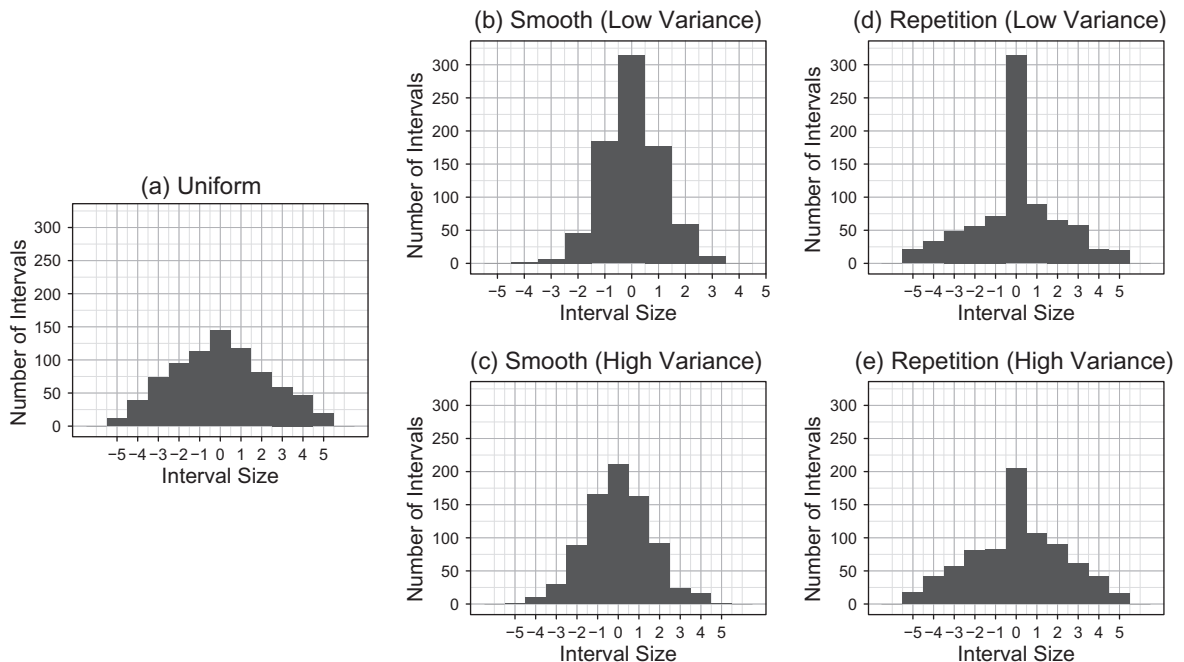 (a) Uniform
Number of Intervals
300
250
200
150
100
50
0
−5 −4 −3 −2 −1 0 1 2 3 4 5
Interval Size
(b) Smooth (Low Variance)
Number of Intervals
300
250
200
150
100
50
0
−5 −4 −3 −2 −1 0 1 2 3 4 5
Interval Size
(c) Smooth (High Variance)
Number of Intervals
300
250
200
150
100
50
0
−5 −4 −3 −2 −1 0 1 2 3 4 5
Interval Size
(d) Repetition (Low Variance)
Number of Intervals
300
250
200
150
100
50
0
−5 −4 −3 −2 −1 0 1 2 3 4 5
Interval Size
(e) Repetition (High Variance)
Number of Intervals
300
250
200
150
100
50
0
−5 −4 −3 −2 −1 0 1 2 3 4 5
Interval Size